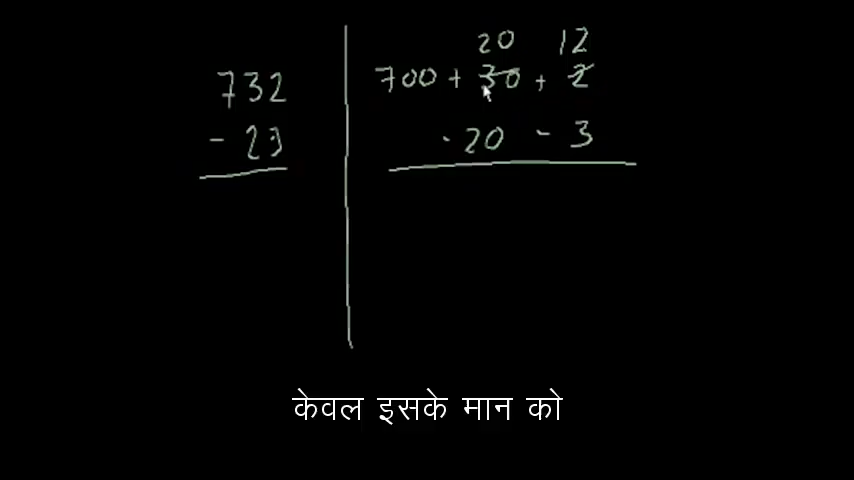 732
- 23
20 12
700 + 30 + 2
- 20 - 3
केवल इसके मान को